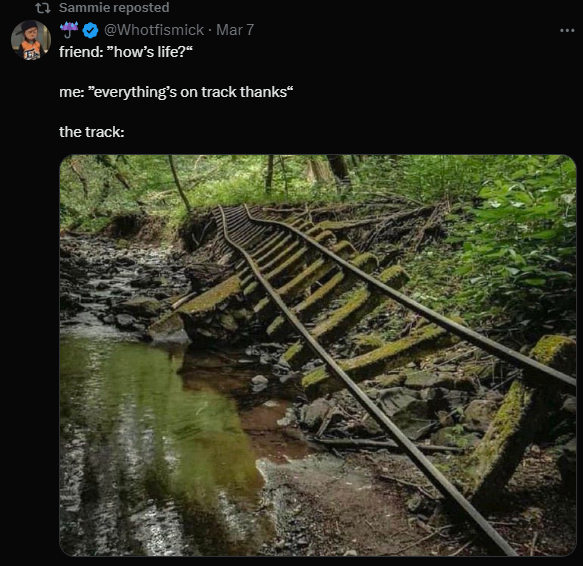 Sammie reposted
☔ @Whotfismick · Mar 7
friend: ”how’s life?“
me: ”everything’s on track thanks“
the track: